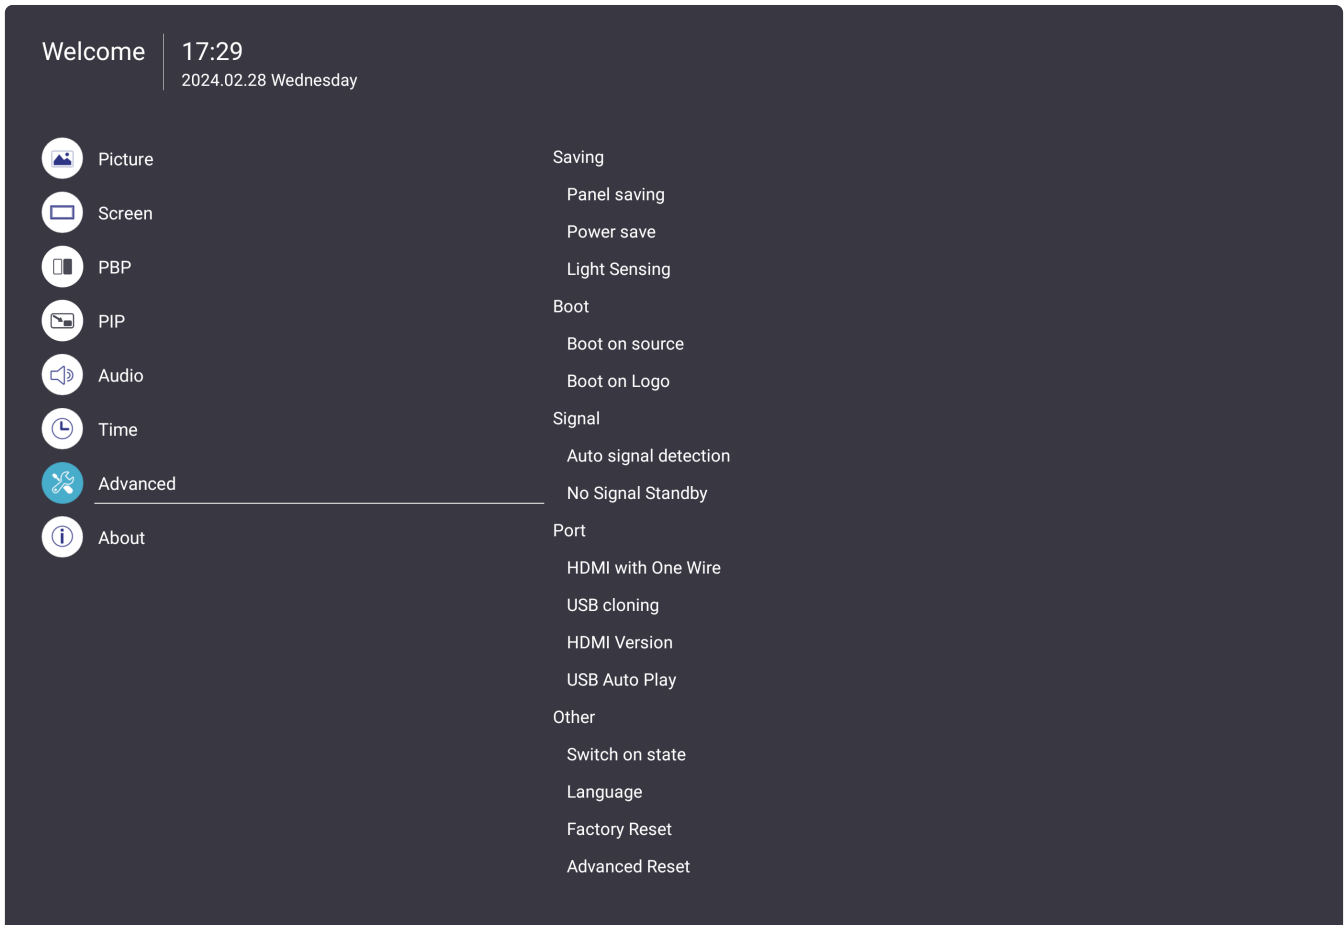 Welcome
17:29
2024.02.28 Wednesday
Picture
Screen
PBP
PIP
Audio
Time
Advanced
About
Saving
Panel saving
Power save
Light Sensing
Boot
Boot on source
Boot on Logo
Signal
Auto signal detection
No Signal Standby
Port
HDMI with One Wire
USB cloning
HDMI Version
USB Auto Play
Other
Switch on state
Language
Factory Reset
Advanced Reset